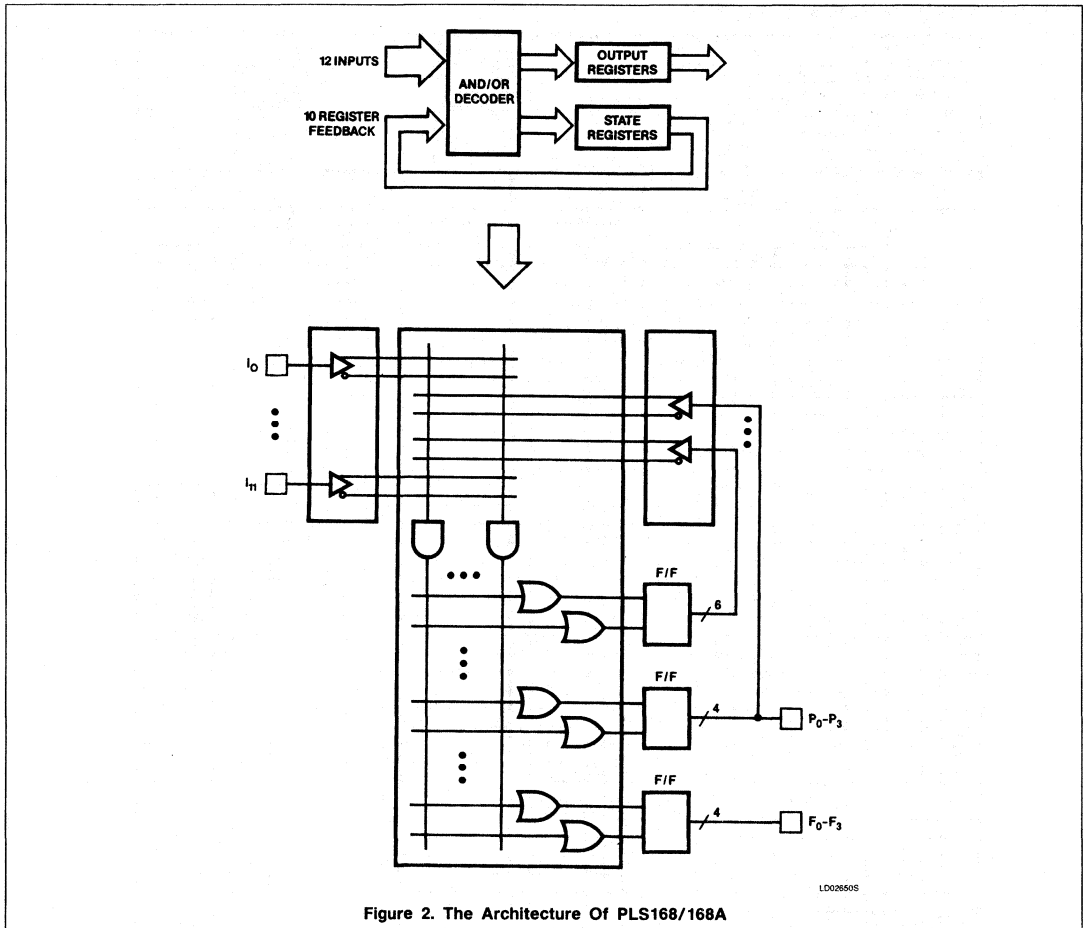 12 INPUTS
AND/OR
DECODER
OUTPUT
REGISTERS
10 REGISTER
FEEDBACK
STATE
REGISTERS
I0
I11
F/F
6
F/F
4
P0-P3
F/F
4
F0-F3
LD02650S
Figure 2. The Architecture Of PLS168/168A